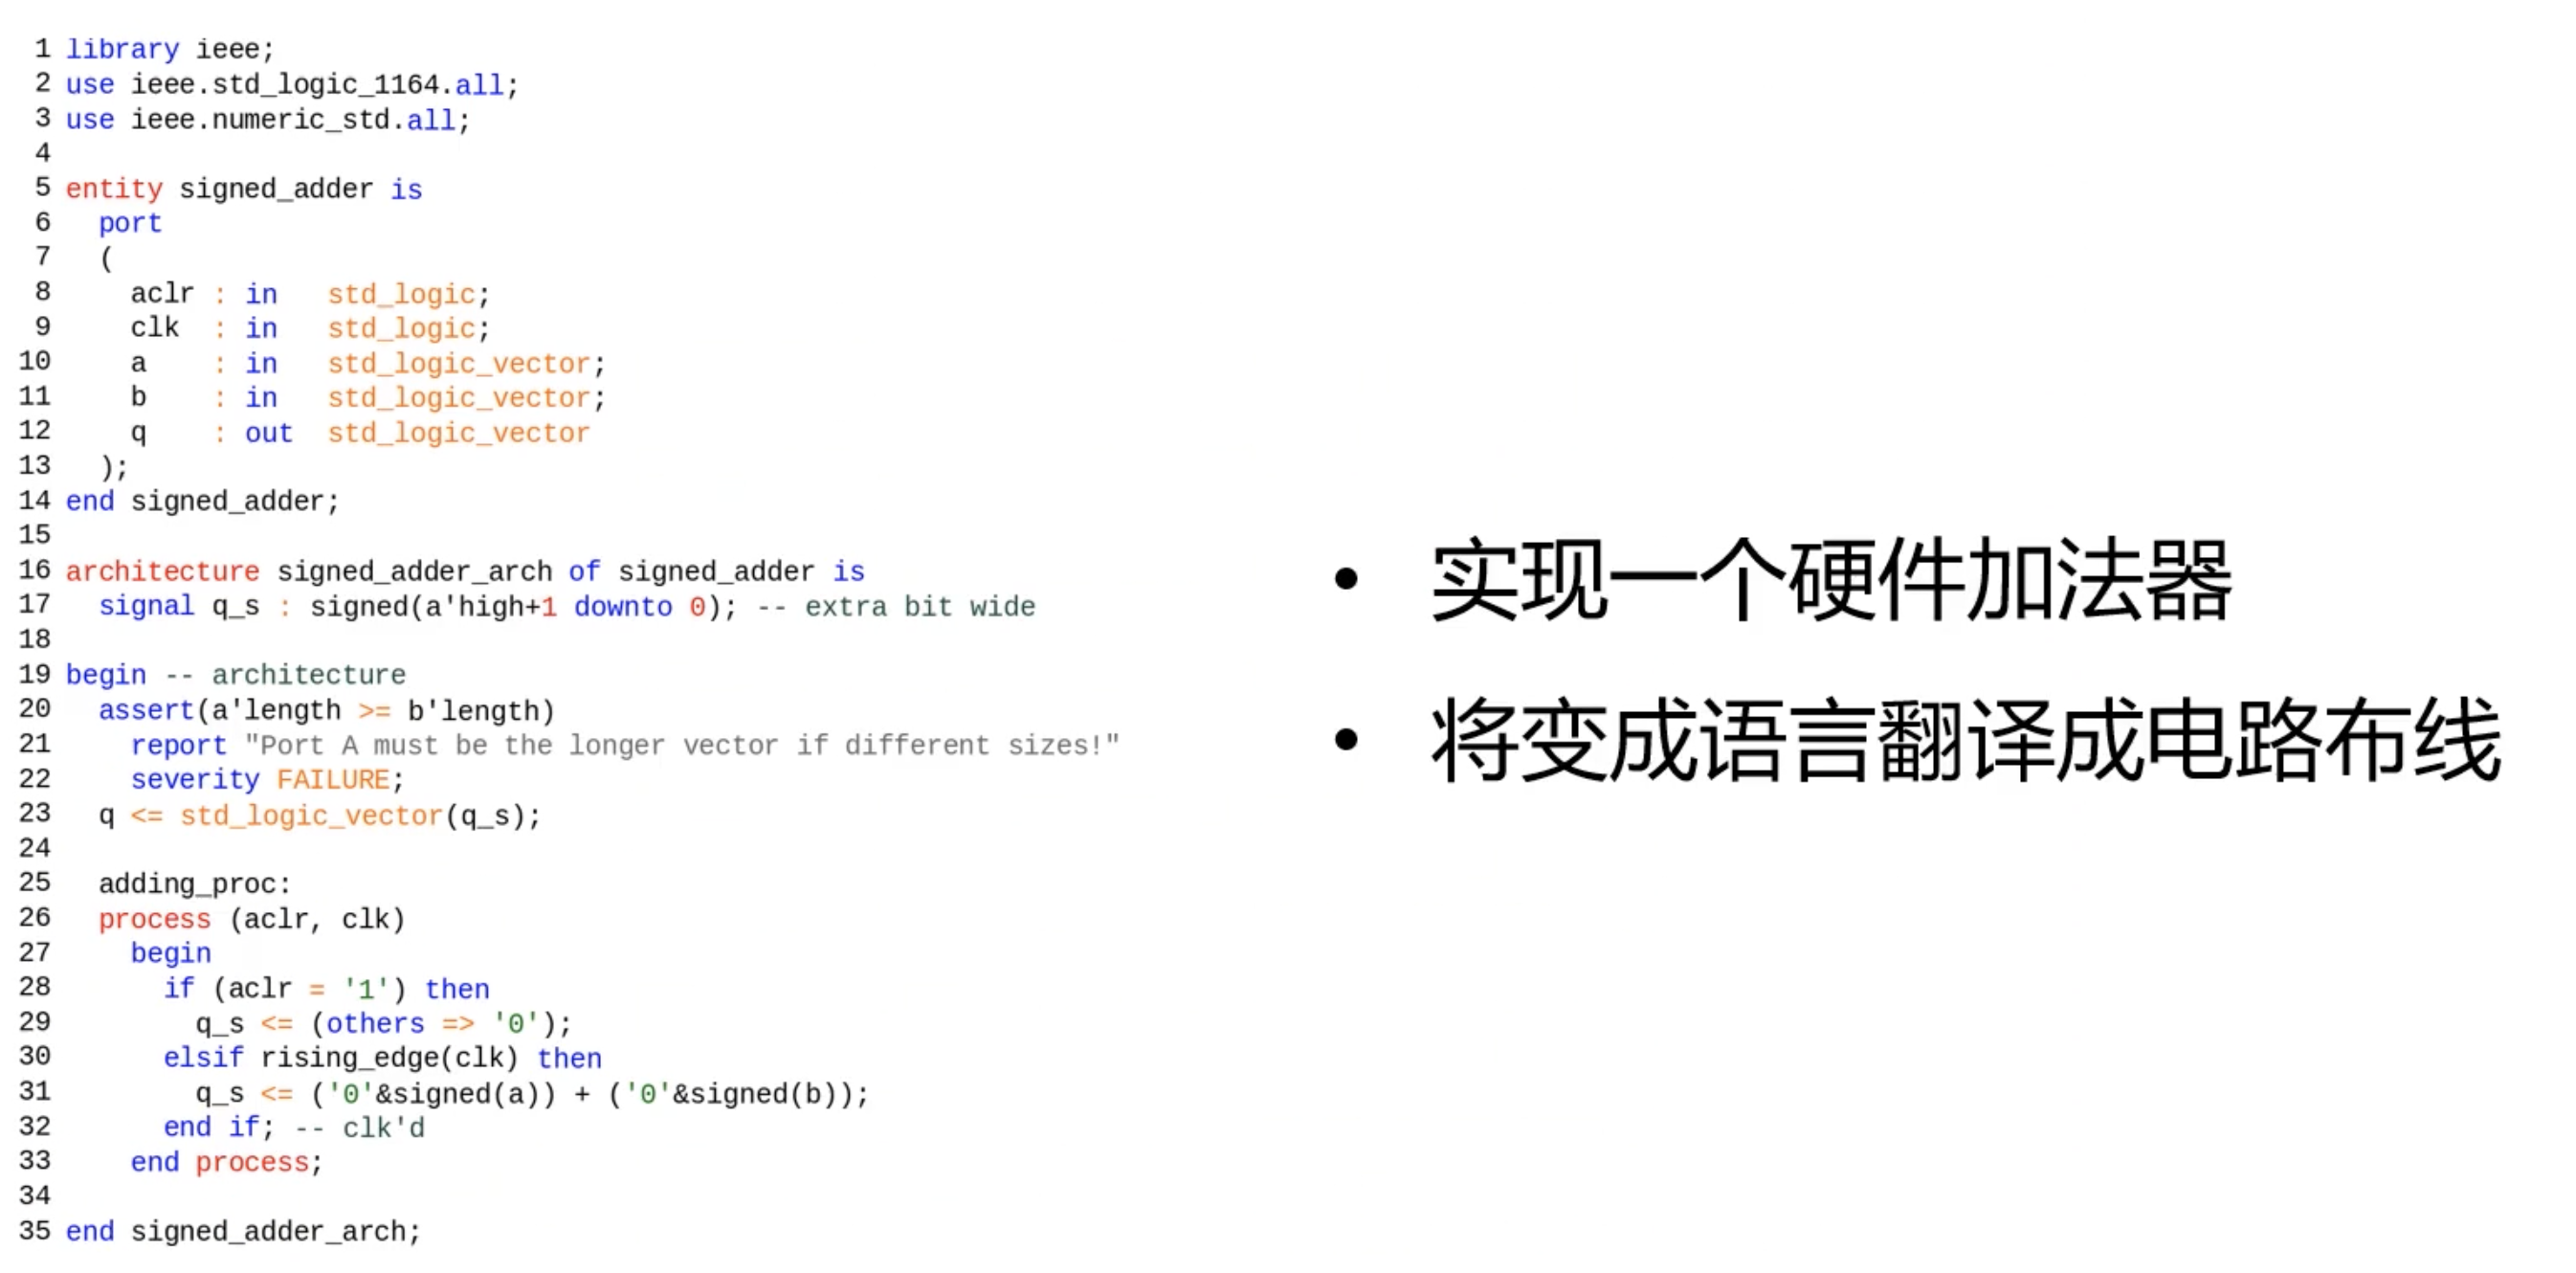 1 library ieee;
2 use ieee.std_logic_1164.all;
3 use ieee.numeric_std.all;
4
5 entity signed_adder is
6   port
7   (
8     aclr : in   std_logic;
9     clk  : in   std_logic;
10     a    : in   std_logic_vector;
11     b    : in   std_logic_vector;
12     q    : out  std_logic_vector
13   );
14 end signed_adder;
15
16 architecture signed_adder_arch of signed_adder is
17   signal q_s : signed(a'high+1 downto 0); -- extra bit wide
18
19 begin -- architecture
20   assert(a'length >= b'length)
21     report "Port A must be the longer vector if different sizes!"
22     severity FAILURE;
23   q <= std_logic_vector(q_s);
24
25   adding_proc:
26   process (aclr, clk)
27     begin
28       if (aclr = '1') then
29         q_s <= (others => '0');
30       elsif rising_edge(clk) then
31         q_s <= ('0'&signed(a)) + ('0'&signed(b));
32       end if; -- clk'd
33     end process;
34
35 end signed_adder_arch;
• 实现一个硬件加法器
• 将变成语言翻译成电路布线